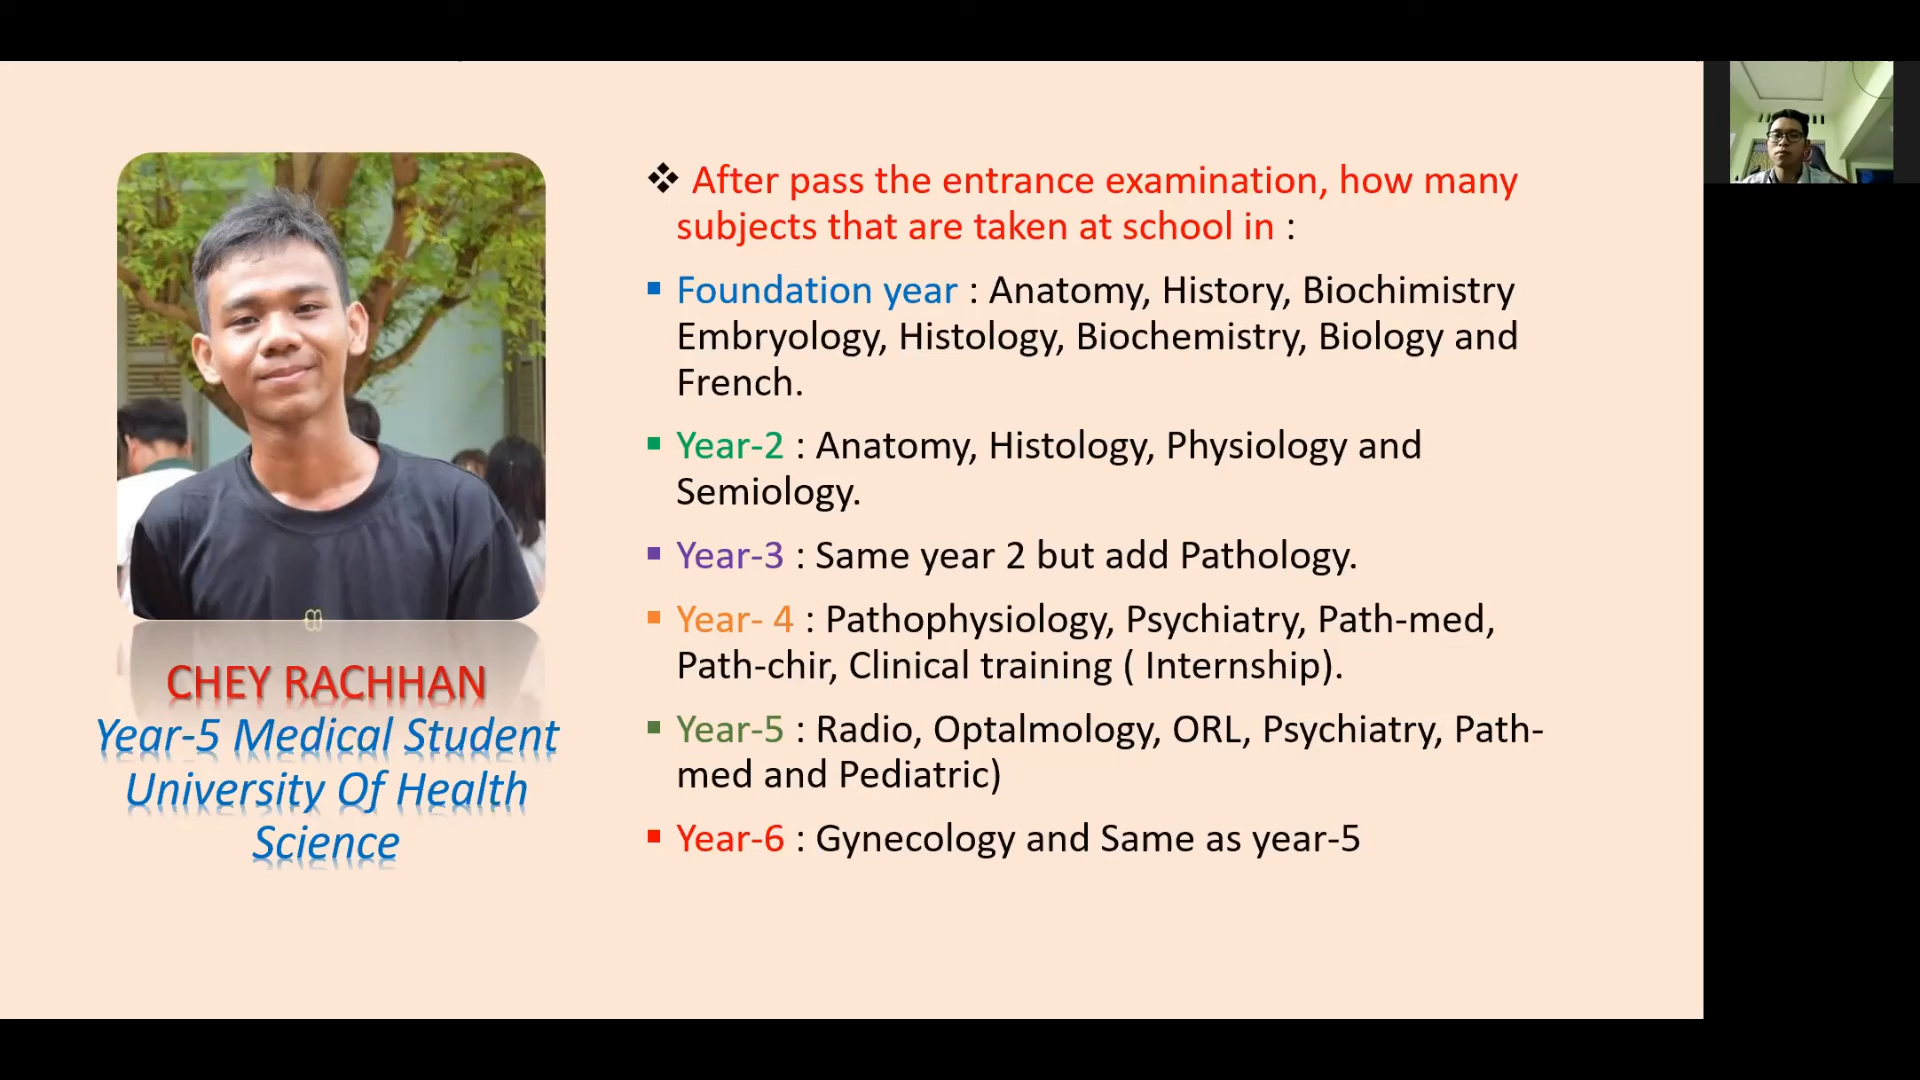 ❖ After pass the entrance examination, how many
subjects that are taken at school in :
▪ Foundation year : Anatomy, History, Biochimistry
Embryology, Histology, Biochemistry, Biology and
French.
▪ Year-2 : Anatomy, Histology, Physiology and
Semiology.
▪ Year-3 : Same year 2 but add Pathology.
▪ Year- 4 : Pathophysiology, Psychiatry, Path-med,
Path-chir, Clinical training ( Internship).
▪ Year-5 : Radio, Optalmology, ORL, Psychiatry, Path-
med and Pediatric)
▪ Year-6 : Gynecology and Same as year-5
CHEY RACHHAN
Year-5 Medical Student
University Of Health
Science